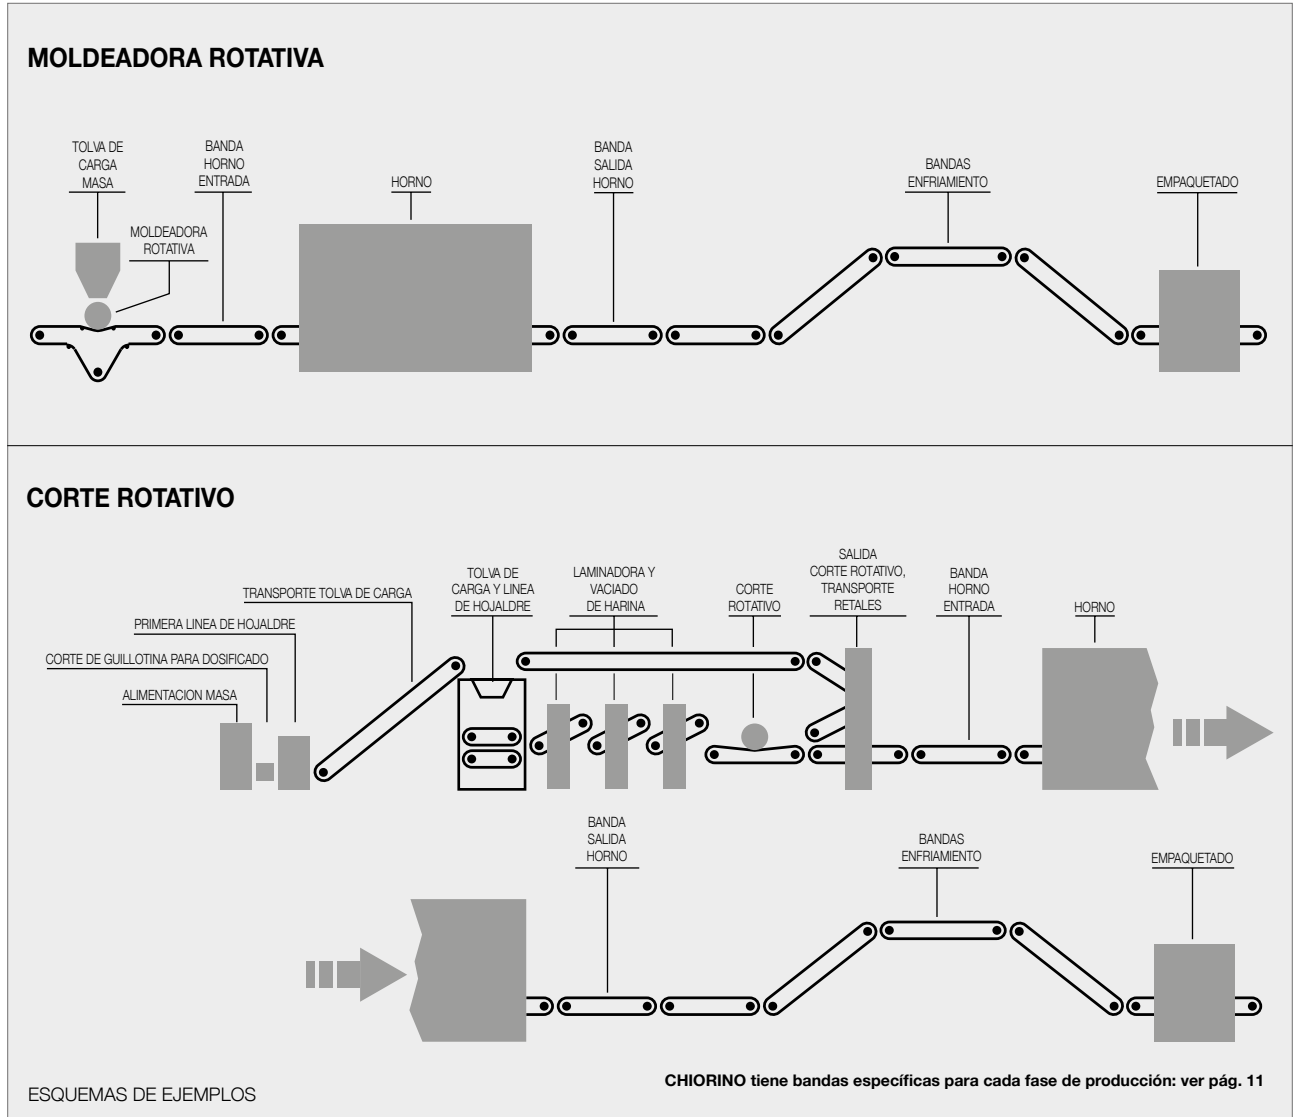 MOLDEADORA ROTATIVA
TOLVA DE
CARGA
MASA
BANDA
HORNO
ENTRADA
HORNO
BANDA
SALIDA
HORNO
BANDAS
ENFRIAMIENTO
EMPAQUETADO
MOLDEADORA
ROTATIVA
CORTE ROTATIVO
TRANSPORTE TOLVA DE CARGA
PRIMERA LINEA DE HOJALDRE
CORTE DE GUILLOTINA PARA DOSIFICADO
ALIMENTACION MASA
TOLVA DE
CARGA Y LINEA
DE HOJALDRE
LAMINADORA Y
VACIADO
DE HARINA
CORTE
ROTATIVO
SALIDA
CORTE ROTATIVO,
TRANSPORTE
RETALES
BANDA
HORNO
ENTRADA
HORNO
BANDA
SALIDA
HORNO
BANDAS
ENFRIAMIENTO
EMPAQUETADO
ESQUEMAS DE EJEMPLOS
CHIORINO tiene bandas específicas para cada fase de producción: ver pág. 11